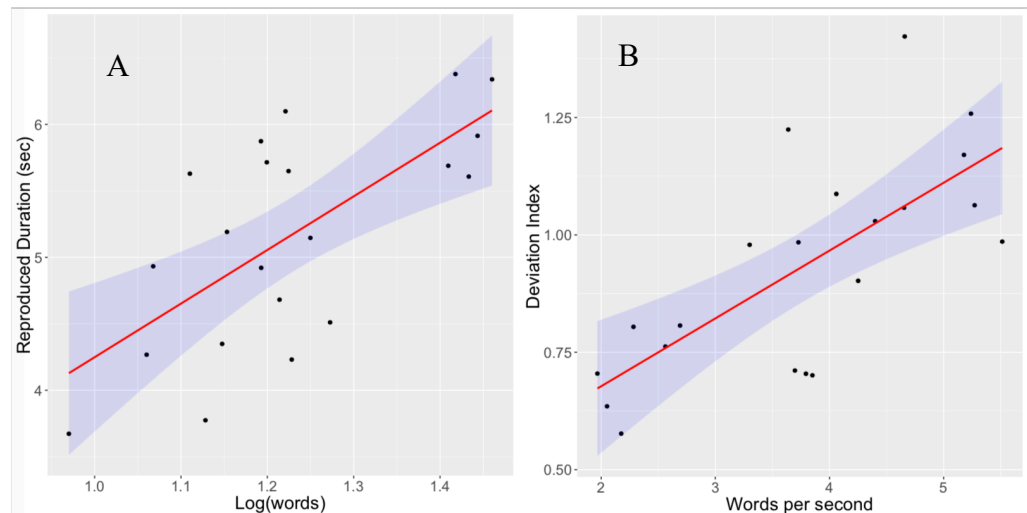 A
B
Reproduced Duration (sec)
6
5
4
1.0 1.1 1.2 1.3 1.4
Log(words)
Deviation Index
1.25
1.00
0.75
0.50
2 3 4 5
Words per second